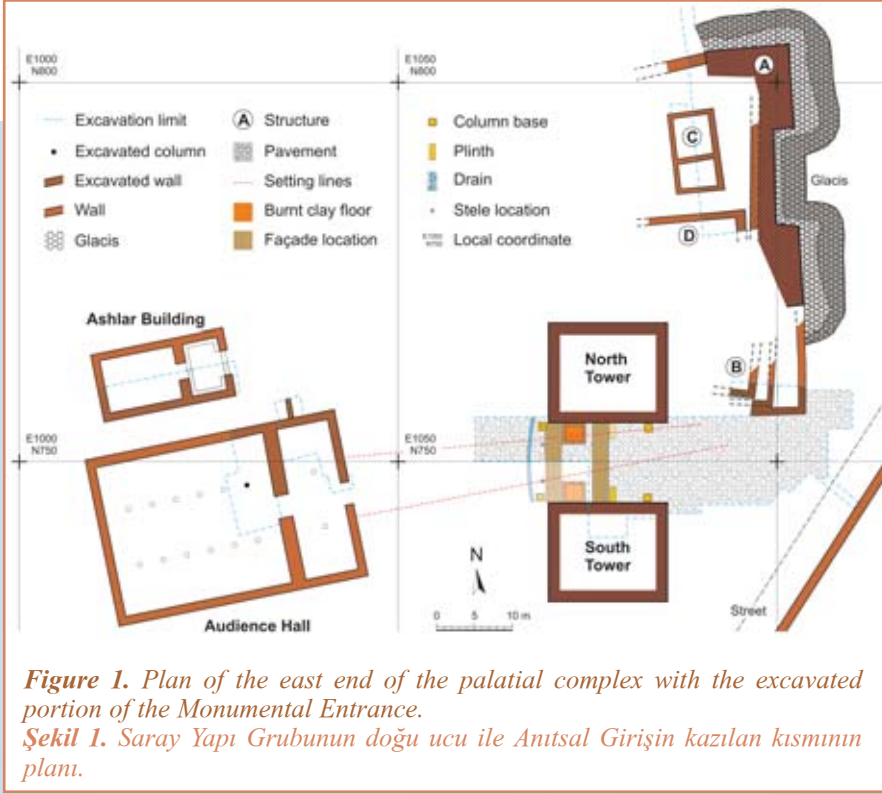 E1000
N800
E1050
N800
A
Excavation limit
Excavated column
Excavated wall
Wall
Glacis
A Structure
Pavement
Setting lines
Burnt clay floor
Façade location
Column base
Plinth
Drain
Stele location
E1050
N750
Local coordinate
C
Glacis
D
Ashlar Building
North
Tower
B
E1000
N750
E1050
N750
South
Tower
N
0 5 10 m
Street
Audience Hall
Figure 1. Plan of the east end of the palatial complex with the excavated
portion of the Monumental Entrance.
Şekil 1. Saray Yapı Grubunun doğu ucu ile Anıtsal Girişin kazılan kısmının
planı.